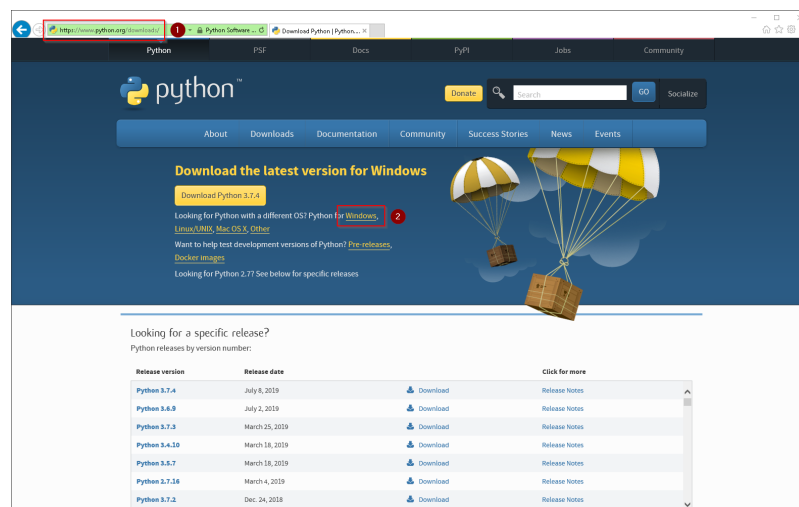 https://www.python.org/downloads/
1
Python Software ...
Download Python | Python....
Python PSF Docs PyPI Jobs Community
python™
Donate
Search
GO
Socialize
About Downloads Documentation Community Success Stories News Events
Download the latest version for Windows
Download Python 3.7.4
Looking for Python with a different OS? Python for Windows,
2
Linux/UNIX, Mac OS X, Other
Want to help test development versions of Python? Pre-releases,
Docker images
Looking for Python 2.7? See below for specific releases
Looking for a specific release?
Python releases by version number:
Release version Release date Click for more
Python 3.7.4 July 8, 2019 Download Release Notes
Python 3.6.9 July 2, 2019 Download Release Notes
Python 3.7.3 March 25, 2019 Download Release Notes
Python 3.4.10 March 18, 2019 Download Release Notes
Python 3.5.7 March 18, 2019 Download Release Notes
Python 2.7.16 March 4, 2019 Download Release Notes
Python 3.7.2 Dec. 24, 2018 Download Release Notes